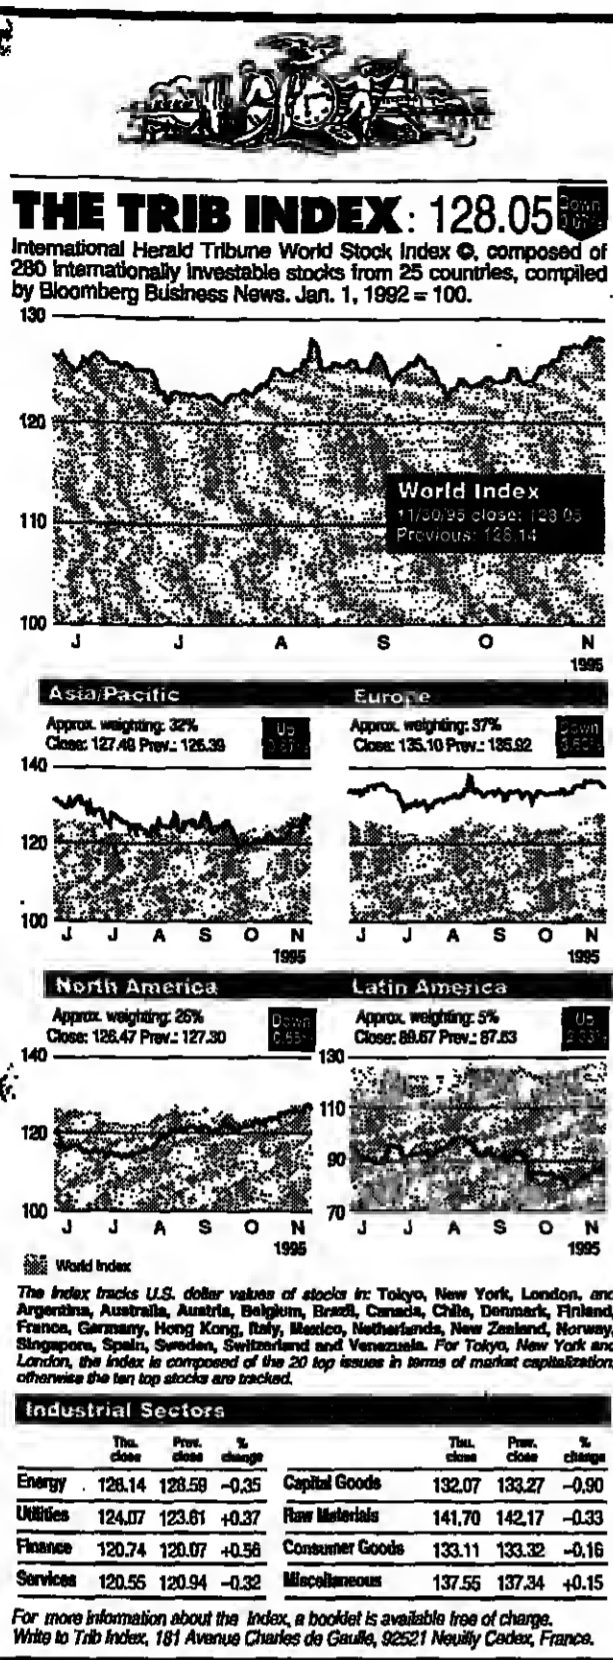 THE TRIB INDEX: 128.05 Down 0.07%
International Herald Tribune World Stock Index ©, composed of
280 internationally investable stocks from 25 countries, compiled
by Bloomberg Business News. Jan. 1, 1992 = 100.
130
120
110
100
World Index
11/30/95 close: 128.05
Previous: 128.14
J J A S O N
1995
Asia/Pacific
Approx. weighting: 32%
Close: 127.48 Prev.: 126.39
Up
140
120
100
J J A S O N
1995
Europe
Approx. weighting: 37%
Close: 135.10 Prev.: 135.92
Down
J J A S O N
1995
North America
Approx. weighting: 26%
Close: 126.47 Prev.: 127.30
Down
140
120
100
J J A S O N
1995
Latin America
Approx. weighting: 5%
Close: 89.67 Prev.: 87.63
Up
130
110
90
70
J J A S O N
1995
World Index
The index tracks U.S. dollar values of stocks in: Tokyo, New York, London, and
Argentina, Australia, Austria, Belgium, Brazil, Canada, Chile, Denmark, Finland,
France, Germany, Hong Kong, Italy, Mexico, Netherlands, New Zealand, Norway,
Singapore, Spain, Sweden, Switzerland and Venezuela. For Tokyo, New York and
London, the index is composed of the 20 top issues in terms of market capitalization,
otherwise the ten top stocks are tracked.
Industrial Sectors
Thu. close Prev. close % change Thu. close Prev. close % change
Energy 128.14 128.59 –0.35 Capital Goods 132.07 133.27 –0.90
Utilities 124.07 123.61 +0.37 Raw Materials 141.70 142.17 –0.33
Finance 120.74 120.07 +0.56 Consumer Goods 133.11 133.32 –0.16
Services 120.55 120.94 –0.32 Miscellaneous 137.55 137.34 +0.15
For more information about the Index, a booklet is available free of charge.
Write to Trib Index, 181 Avenue Charles de Gaulle, 92521 Neuilly Cedex, France.